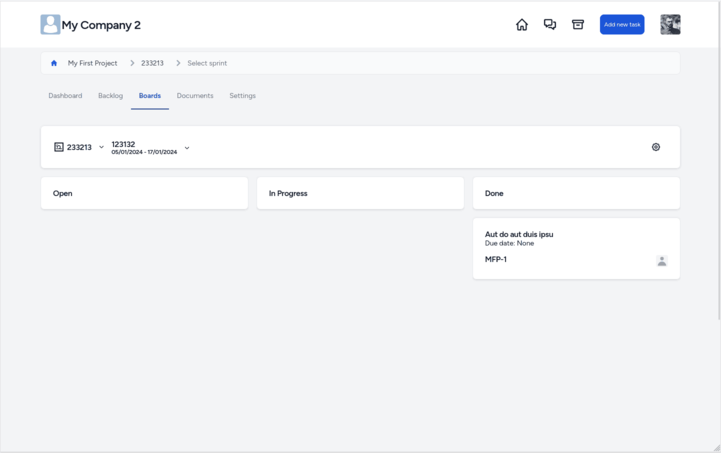 My Company 2
Add new task
My First Project
233213
Select sprint
Dashboard
Backlog
Boards
Documents
Settings
233213
123132
05/01/2024 - 17/01/2024
Open
In Progress
Done
Aut do aut duis ipsu
Due date: None
MFP-1